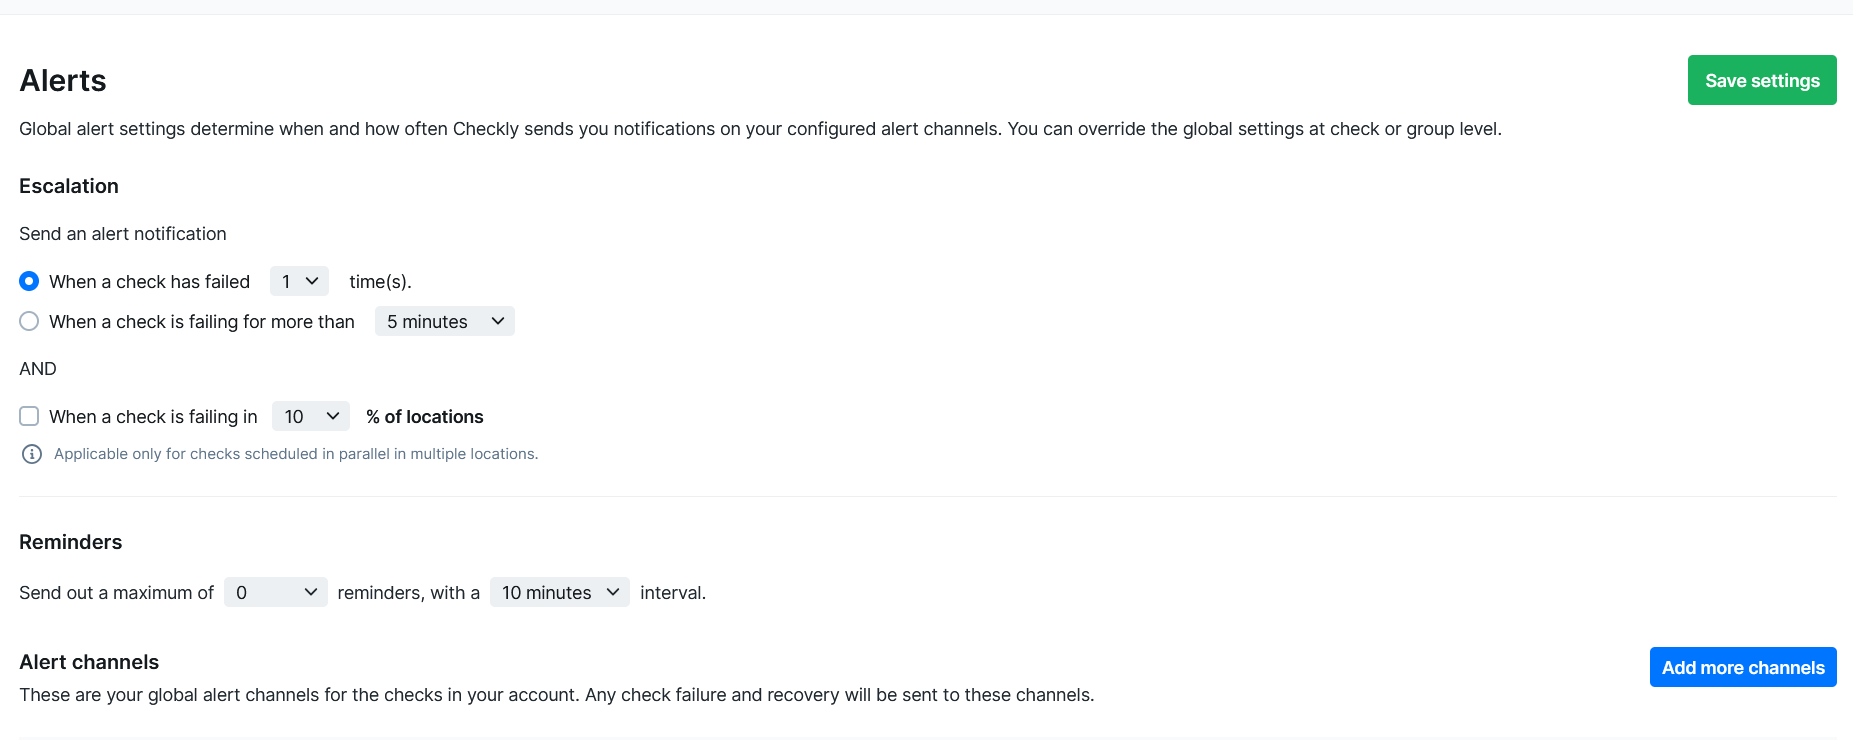 Alerts
Save settings
Global alert settings determine when and how often Checkly sends you notifications on your configured alert channels. You can override the global settings at check or group level.
Escalation
Send an alert notification
When a check has failed 1 time(s).
When a check is failing for more than 5 minutes
AND
When a check is failing in 10 % of locations
Applicable only for checks scheduled in parallel in multiple locations.
Reminders
Send out a maximum of 0 reminders, with a 10 minutes interval.
Alert channels
Add more channels
These are your global alert channels for the checks in your account. Any check failure and recovery will be sent to these channels.